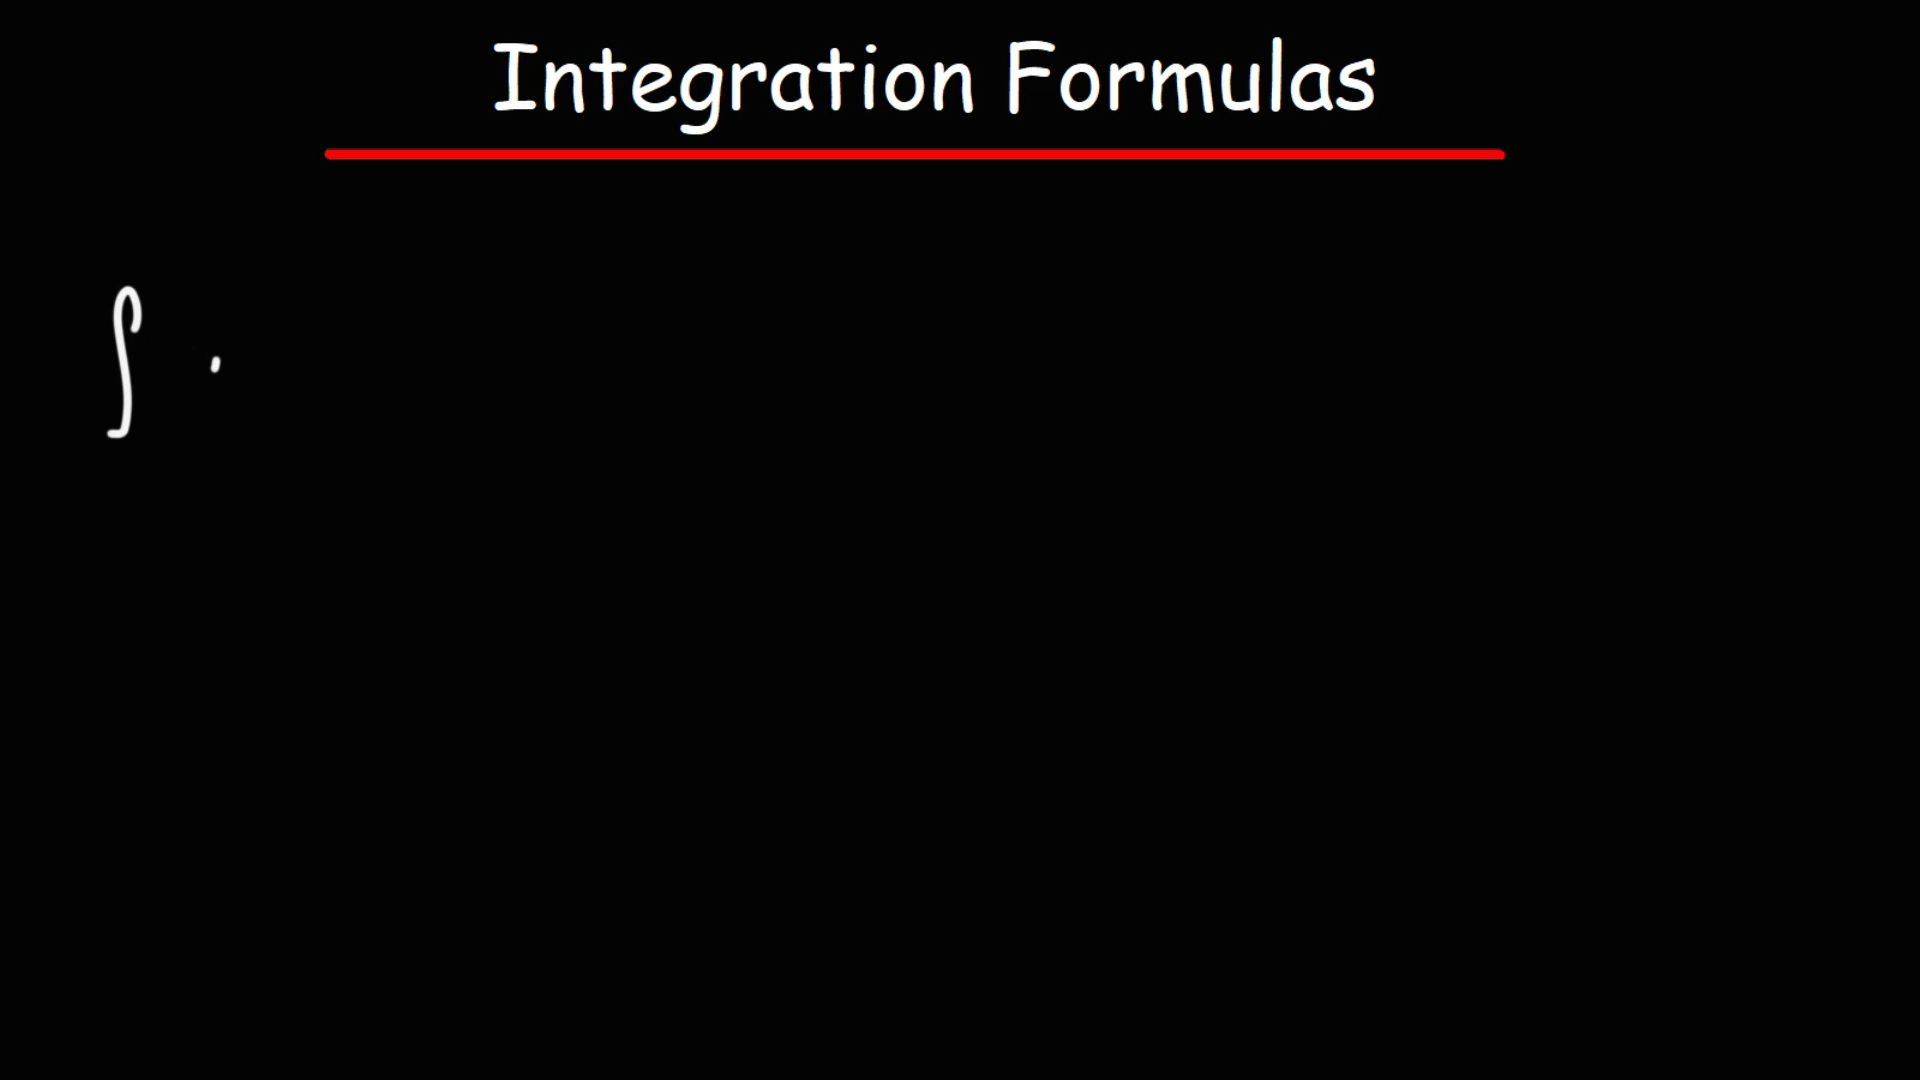 Integration Formulas
∫ ·